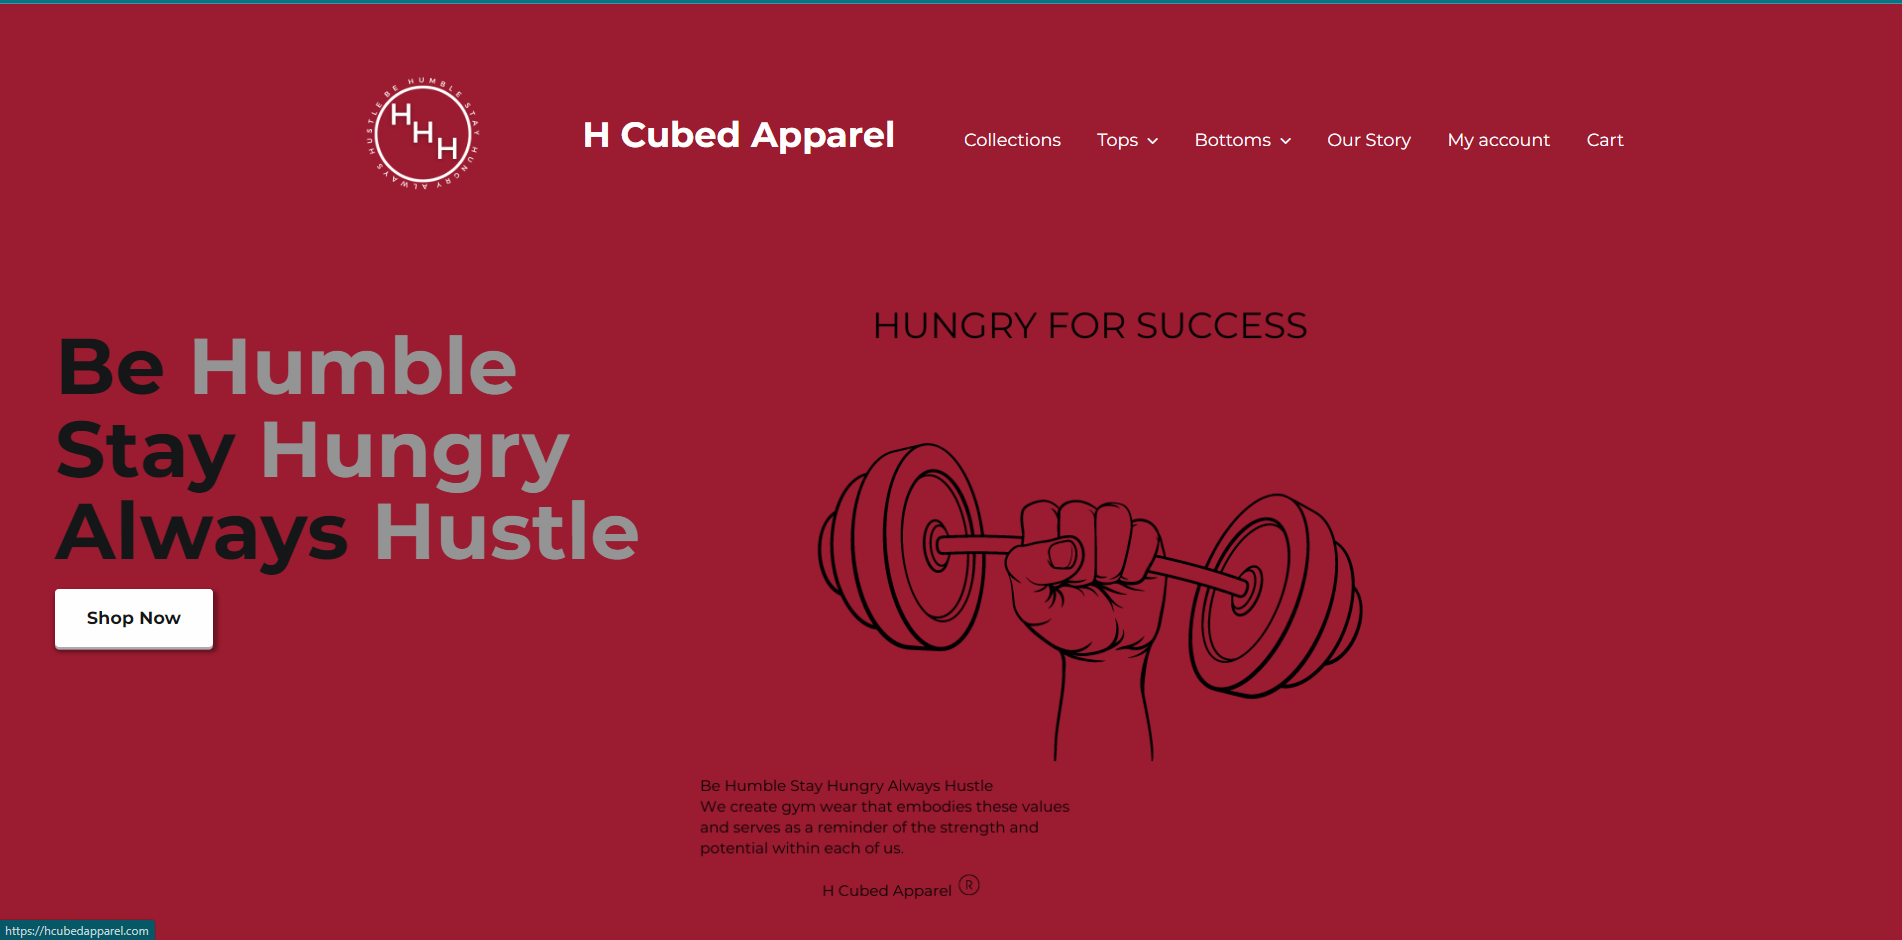 BE HUMBLE STAY HUNGRY ALWAYS HUSTLE
H
H
H
H Cubed Apparel
Collections
Tops
Bottoms
Our Story
My account
Cart
HUNGRY FOR SUCCESS
Be Humble
Stay Hungry
Always Hustle
Shop Now
Be Humble Stay Hungry Always Hustle
We create gym wear that embodies these values
and serves as a reminder of the strength and
potential within each of us.
H Cubed Apparel ®
https://hcubedapparel.com